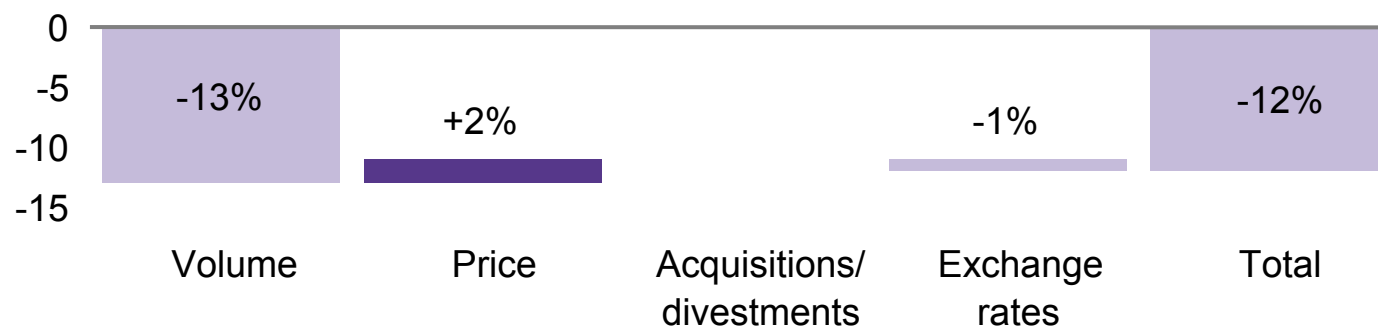 0
-5
-10
-15
-13%
+2%
-1%
-12%
Volume
Price
Acquisitions/
divestments
Exchange
rates
Total